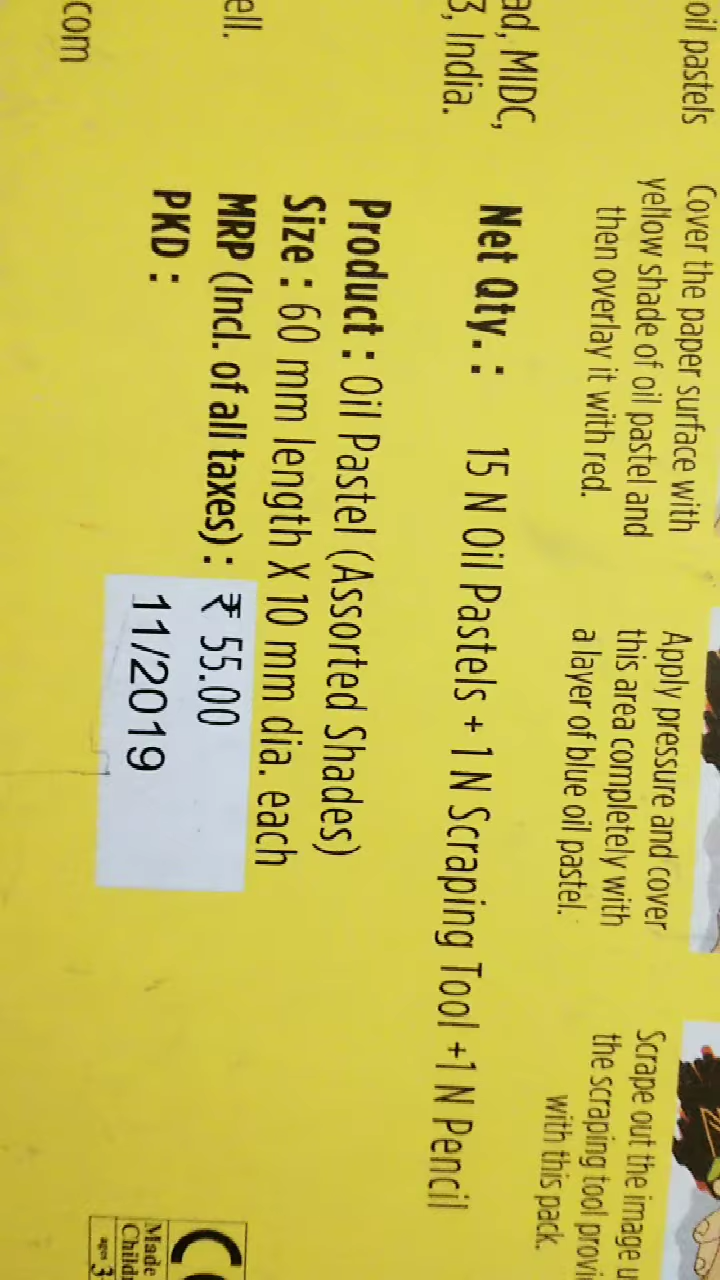 oil pastels
Cover the paper surface with
yellow shade of oil pastel and
then overlay it with red.
Apply pressure and cover
this area completely with
a layer of blue oil pastel.
Scrape out the image u
the scraping tool provi
with this pack.
ad, MIDC,
3, India.
Net Qty. : 15 N Oil Pastels + 1 N Scraping Tool +1 N Pencil
Product : Oil Pastel (Assorted Shades)
Size : 60 mm length X 10 mm dia. each
MRP (Incl. of all taxes) : ₹ 55.00
PKD : 11/2019
ell.
com
Made
Childr
ages 3